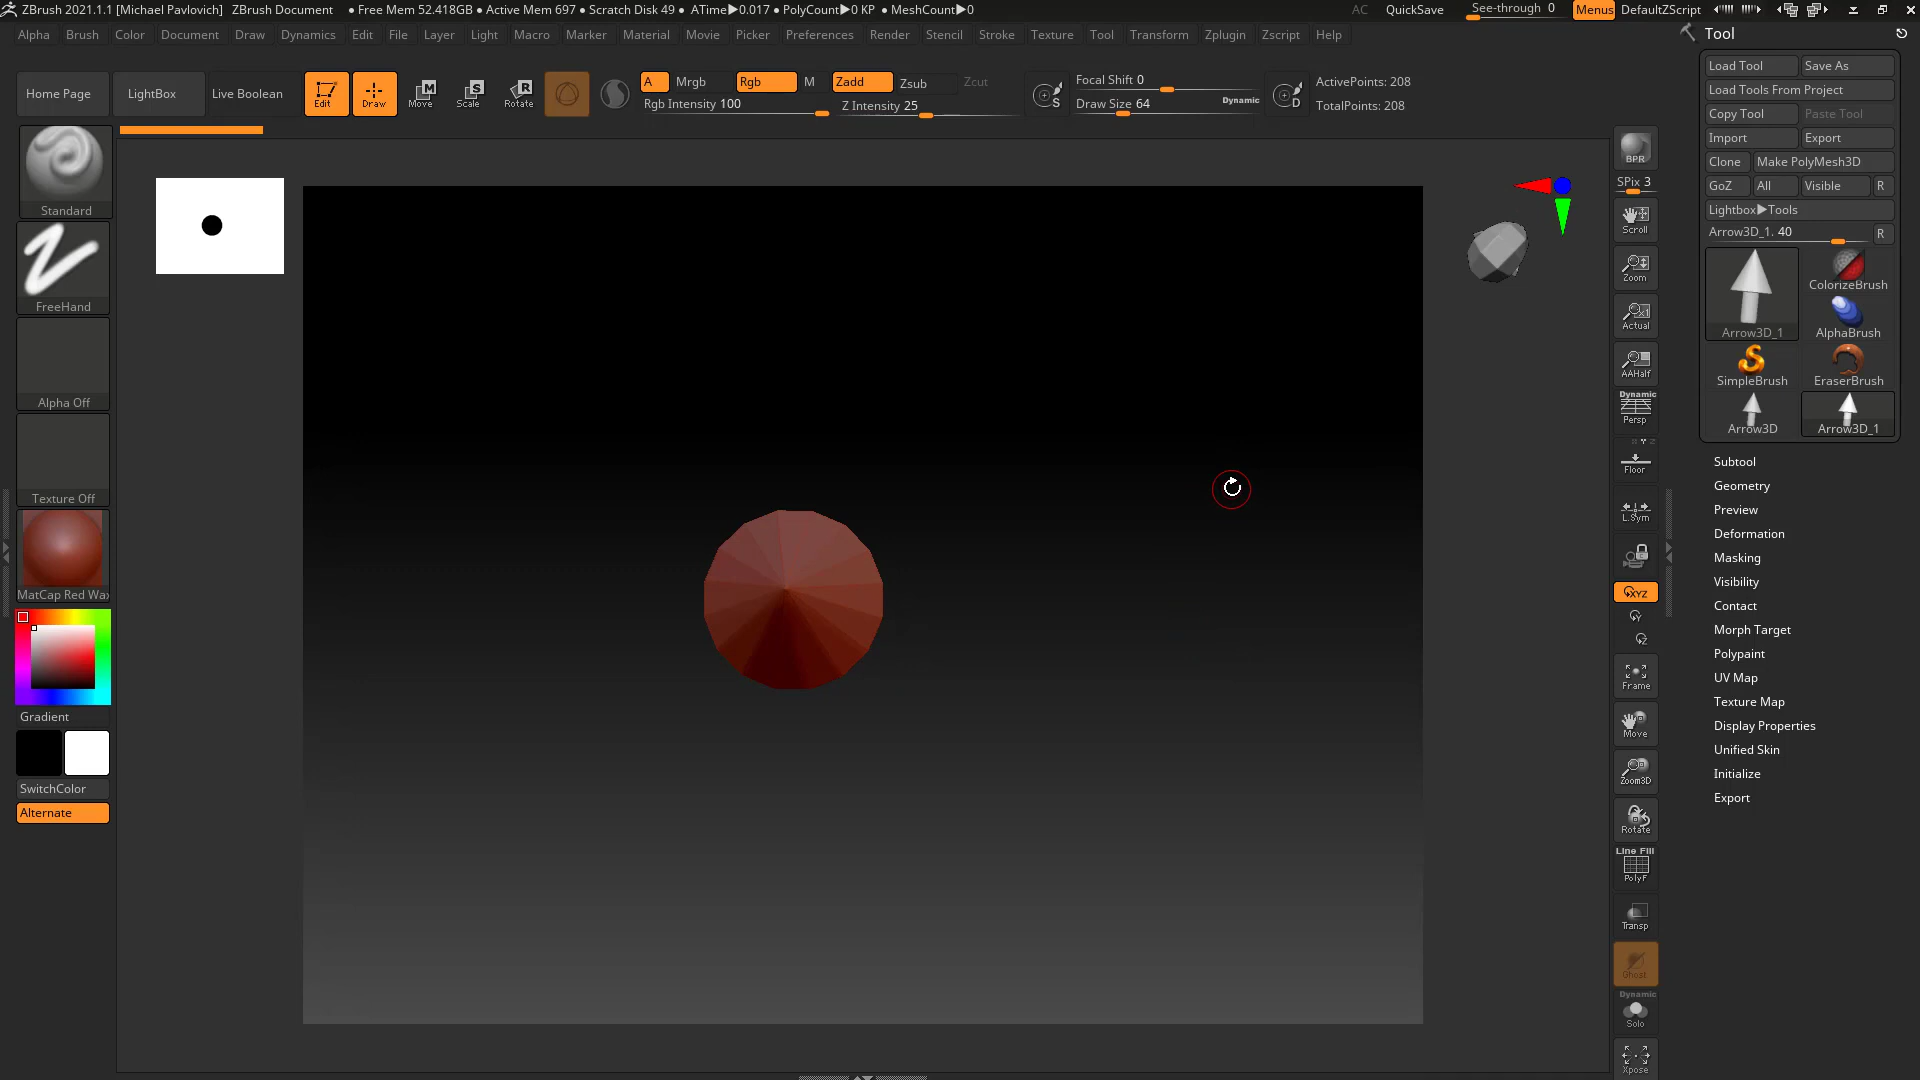 ZBrush 2021.1.1 [Michael Pavlovich] ZBrush Document • Free Mem 52.418GB • Active Mem 697 • Scratch Disk 49 • ATime▶0.017 • PolyCount▶0 KP • MeshCount▶0 AC QuickSave See-through 0 Menus DefaultZScript
Alpha Brush Color Document Draw Dynamics Edit File Layer Light Macro Marker Material Movie Picker Preferences Render Stencil Stroke Texture Tool Transform Zplugin Zscript Help
Home Page LightBox Live Boolean Edit Draw Move Scale Rotate
M S R
A Mrgb Rgb M Zadd Zsub Zcut
Rgb Intensity 100 Z Intensity 25
S Focal Shift 0
Draw Size 64 Dynamic
D ActivePoints: 208
TotalPoints: 208
Standard
FreeHand
Alpha Off
Texture Off
MatCap Red Wax
Gradient
SwitchColor
Alternate
BPR
SPix 3
Scroll
Zoom
Actual
AAHalf
Dynamic
Persp
Floor
L.Sym
XYZ
Y
Z
Frame
Move
Zoom3D
Rotate
Line Fill
PolyF
Transp
Ghost
Dynamic
Solo
Xpose
Tool
Load Tool Save As
Load Tools From Project
Copy Tool Paste Tool
Import Export
Clone Make PolyMesh3D
GoZ All Visible R
Lightbox▶Tools
Arrow3D_1. 40 R
Arrow3D_1 ColorizeBrush
AlphaBrush
SimpleBrush EraserBrush
Arrow3D Arrow3D_1
Subtool
Geometry
Preview
Deformation
Masking
Visibility
Contact
Morph Target
Polypaint
UV Map
Texture Map
Display Properties
Unified Skin
Initialize
Export